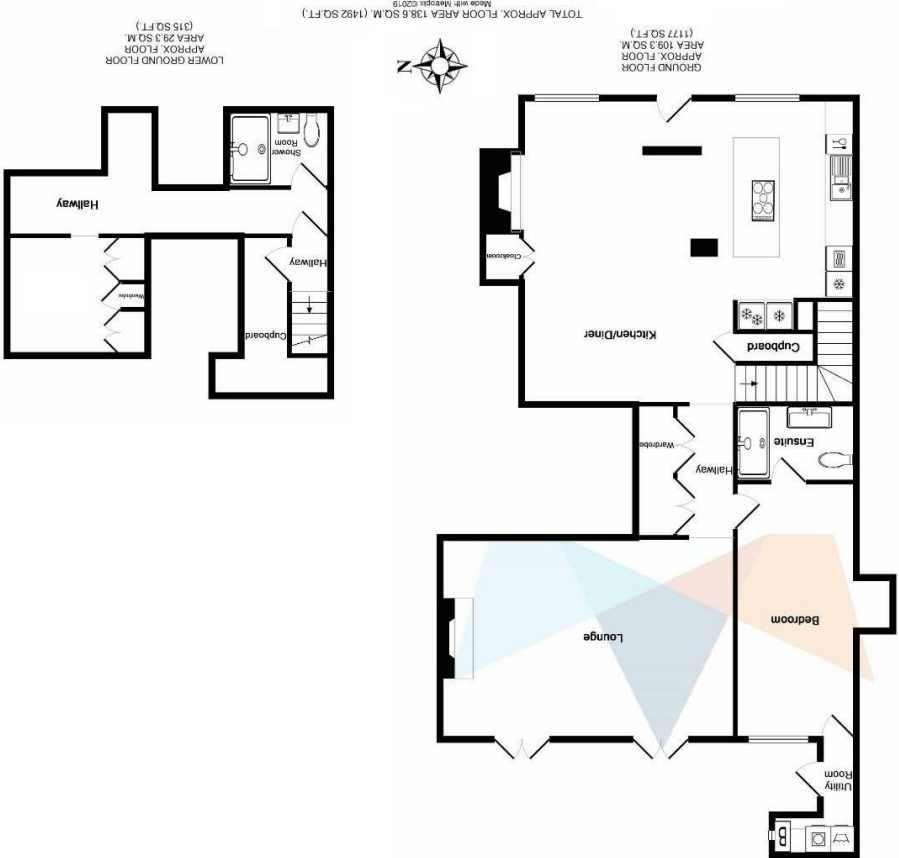 B
Utility
Room
Bedroom
Lounge
Ensuite
Hallway
Wardrobe
Cupboard
Kitchen/Diner
Cloakroom
Cupboard
Wardrobe
Hallway
Hallway
Shower
Room
N
GROUND FLOOR
APPROX. FLOOR
AREA 109.3 SQ.M.
(1177 SQ.FT.)
LOWER GROUND FLOOR
APPROX. FLOOR
AREA 29.3 SQ.M.
(315 SQ.FT.)
TOTAL APPROX. FLOOR AREA 138.6 SQ.M. (1492 SQ.FT.)
Made with Metropix ©2019